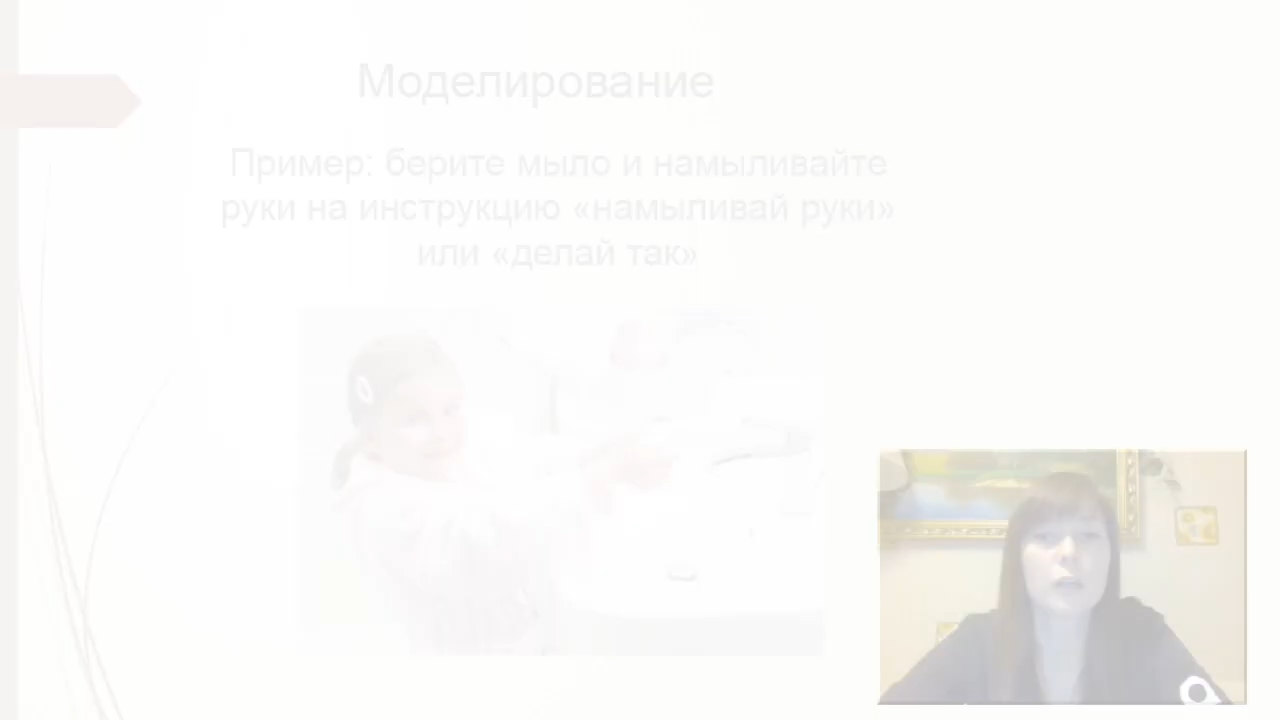 Моделирование
Пример: берите мыло и намыливайте
руки на инструкцию «намыливай руки»
или «делай так»